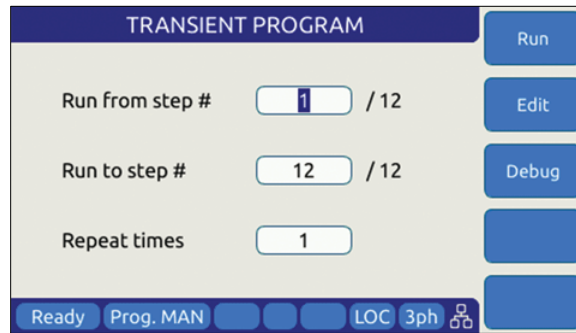 TRANSIENT PROGRAM
Run
Run from step # 1 / 12
Edit
Run to step # 12 / 12
Debug
Repeat times 1
Ready Prog. MAN LOC 3ph